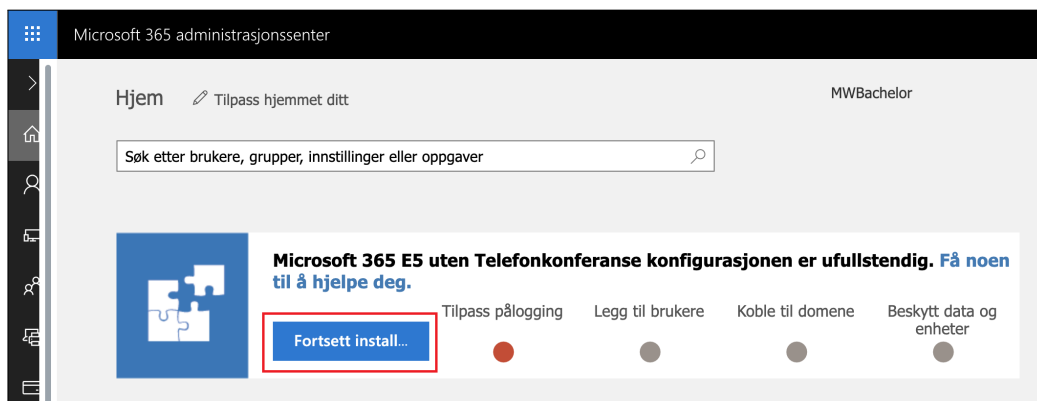 Microsoft 365 administrasjonssenter
Hjem
Tilpass hjemmet ditt
MWBachelor
Søk etter brukere, grupper, innstillinger eller oppgaver
Microsoft 365 E5 uten Telefonkonferanse konfigurasjonen er ufullstendig. Få noen
til å hjelpe deg.
Fortsett install...
Tilpass pålogging
Legg til brukere
Koble til domene
Beskytt data og
enheter